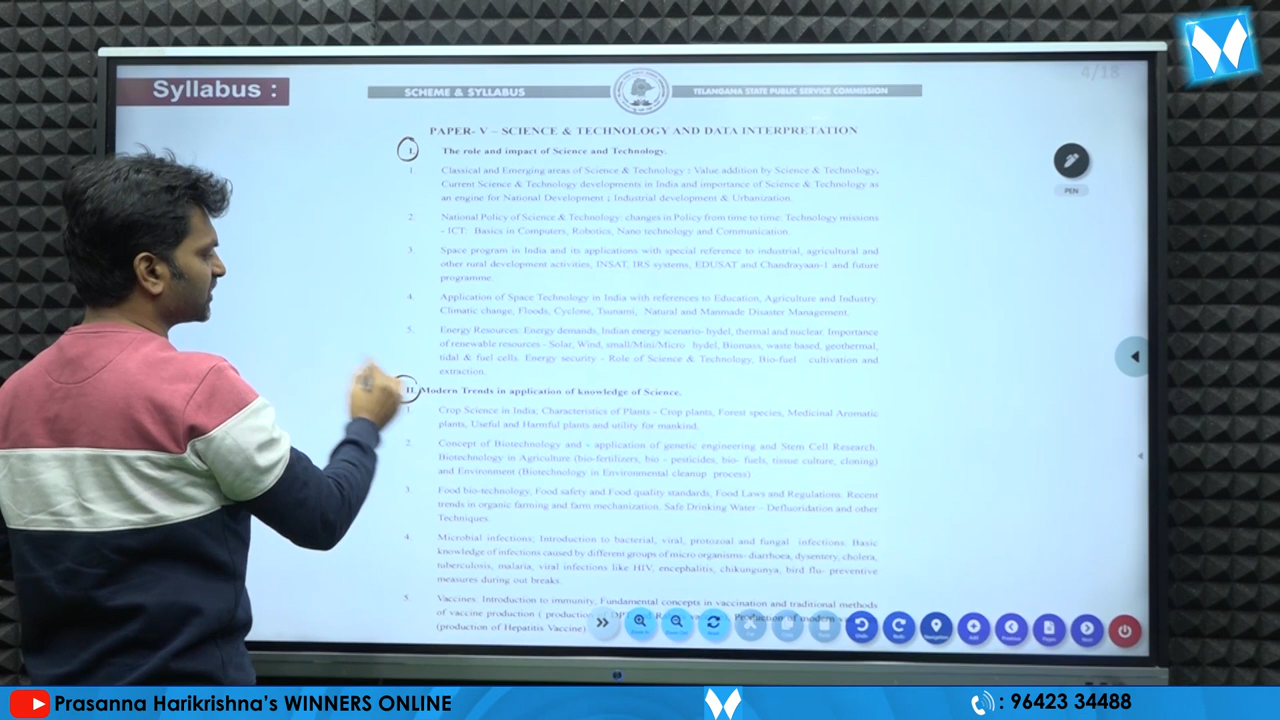 Syllabus :
4/18
SCHEME & SYLLABUS
TELANGANA STATE PUBLIC SERVICE COMMISSION
PAPER- V – SCIENCE & TECHNOLOGY AND DATA INTERPRETATION
I. The role and impact of Science and Technology.
1. Classical and Emerging areas of Science & Technology : Value addition by Science & Technology,
Current Science & Technology developments in India and importance of Science & Technology as
an engine for National Development ; Industrial development & Urbanization.
2. National Policy of Science & Technology: changes in Policy from time to time. Technology missions
- ICT: Basics in Computers, Robotics, Nano technology and Communication.
3. Space program in India and its applications with special reference to industrial, agricultural and
other rural development activities, INSAT, IRS systems, EDUSAT and Chandrayaan-1 and future
programme.
4. Application of Space Technology in India with references to Education, Agriculture and Industry.
Climatic change, Floods, Cyclone, Tsunami, Natural and Manmade Disaster Management.
5. Energy Resources: Energy demands, Indian energy scenario- hydel, thermal and nuclear. Importance
of renewable resources - Solar, Wind, small/Mini/Micro hydel, Biomass, waste based, geothermal,
tidal & fuel cells. Energy security - Role of Science & Technology, Bio-fuel cultivation and
extraction.
II. Modern Trends in application of knowledge of Science.
1. Crop Science in India; Characteristics of Plants - Crop plants, Forest species, Medicinal Aromatic
plants, Useful and Harmful plants and utility for mankind.
2. Concept of Biotechnology and - application of genetic engineering and Stem Cell Research.
Biotechnology in Agriculture (bio-fertilizers, bio - pesticides, bio- fuels, tissue culture, cloning)
and Environment (Biotechnology in Environmental cleanup process)
3. Food bio-technology, Food safety and Food quality standards, Food Laws and Regulations. Recent
trends in organic farming and farm mechanization. Safe Drinking Water – Defluoridation and other
Techniques.
4. Microbial infections; Introduction to bacterial, viral, protozoal and fungal infections. Basic
knowledge of infections caused by different groups of micro organisms- diarrhoea, dysentery, cholera,
tuberculosis, malaria, viral infections like HIV, encephalitis, chikungunya, bird flu- preventive
measures during out breaks.
5. Vaccines: Introduction to immunity, Fundamental concepts in vaccination and traditional methods
of vaccine production ( production Production of modern
(production of Hepatitis Vaccine)
PEN
Zoom In
Zoom Out
Reset
Undo
Redo
Navigation
Add
Previous
Pages
Next
Prasanna Harikrishna's WINNERS ONLINE
: 96423 34488